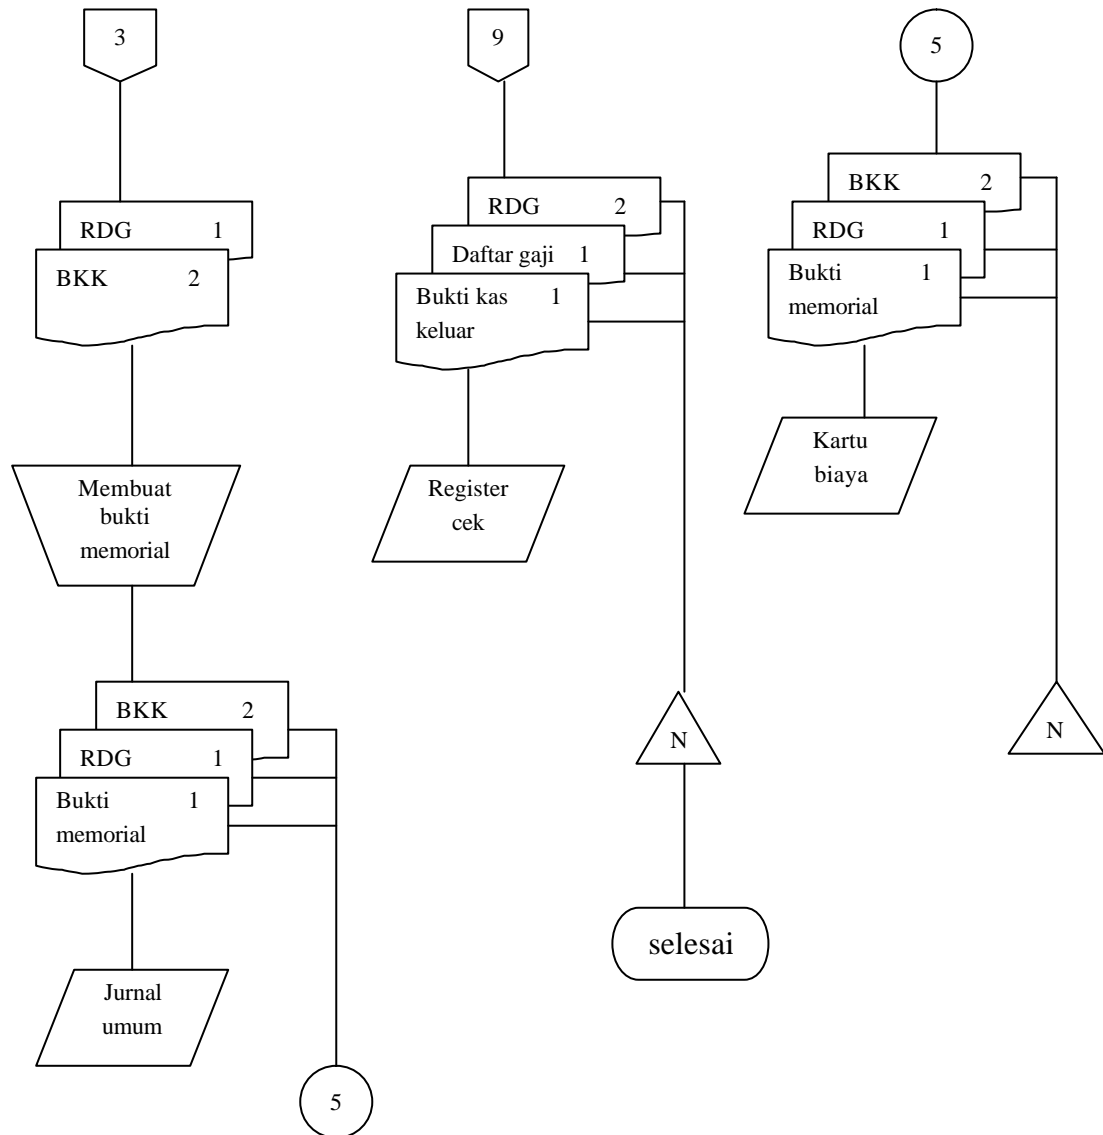 3
RDG 1
BKK 2
Membuat
bukti
memorial
BKK 2
RDG 1
Bukti 1
memorial
Jurnal
umum
5
9
RDG 2
Daftar gaji 1
Bukti kas 1
keluar
Register
cek
N
selesai
5
BKK 2
RDG 1
Bukti 1
memorial
Kartu
biaya
N